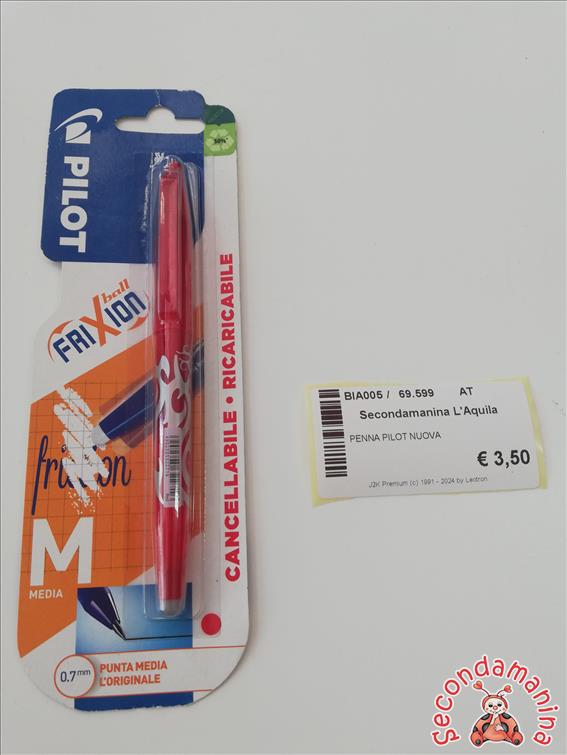 PILOT
30%*
ball
FRIXION
CANCELLABILE • RICARICABILE
friXion
M
MEDIA
0.7mm
PUNTA MEDIA
L'ORIGINALE
BIA005 / 69.599 AT
Secondamanina L'Aquila
PENNA PILOT NUOVA
€ 3,50
J2K Premium (c) 1991 - 2024 by Leotron
Secondamanina